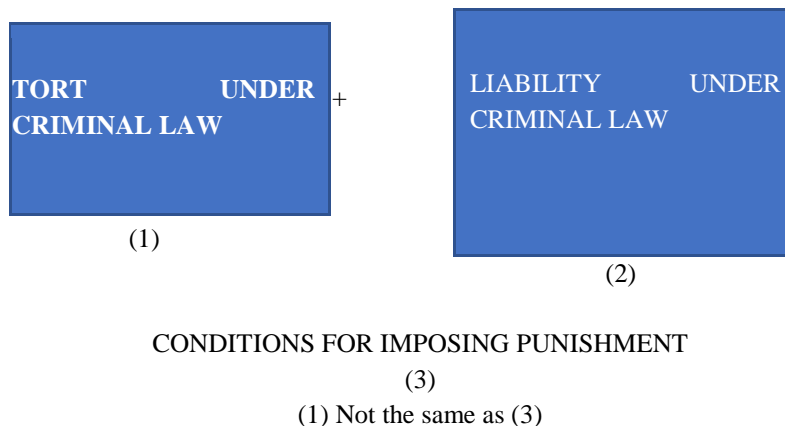 TORT UNDER
CRIMINAL LAW
+
LIABILITY UNDER
CRIMINAL LAW
(1)
(2)
CONDITIONS FOR IMPOSING PUNISHMENT
(3)
(1) Not the same as (3)